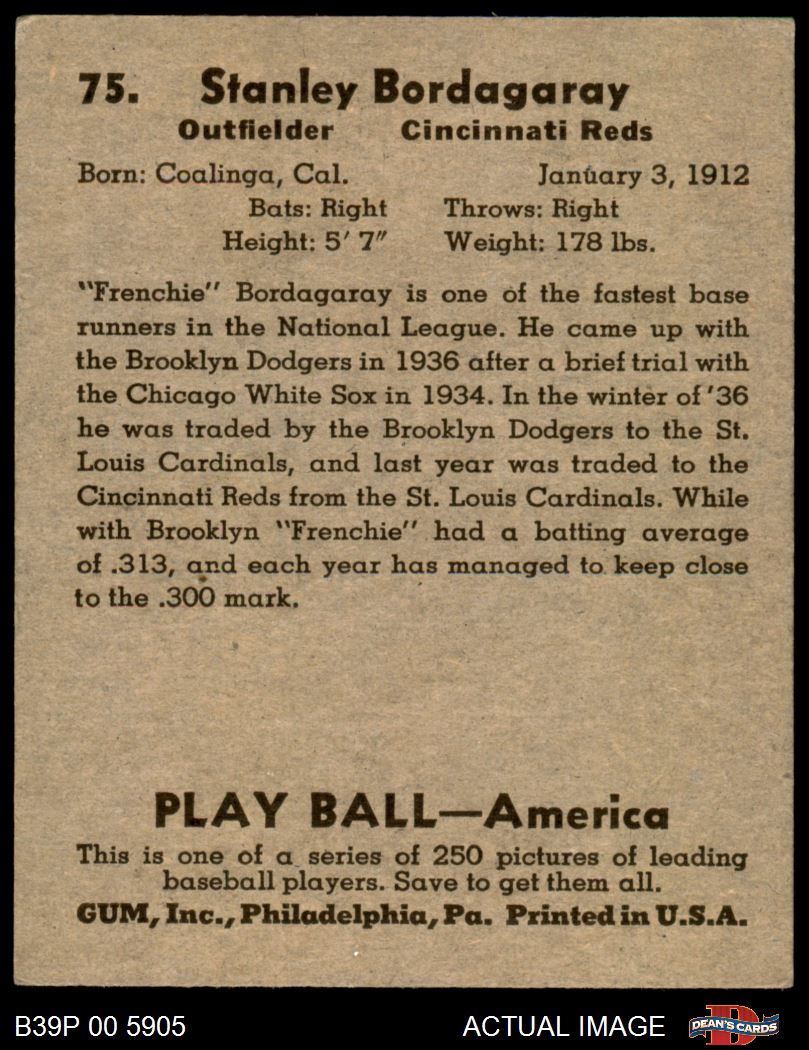 75. Stanley Bordagaray
Outfielder Cincinnati Reds
Born: Coalinga, Cal. January 3, 1912
Bats: Right Throws: Right
Height: 5' 7" Weight: 178 lbs.
"Frenchie" Bordagaray is one of the fastest base
runners in the National League. He came up with
the Brooklyn Dodgers in 1936 after a brief trial with
the Chicago White Sox in 1934. In the winter of '36
he was traded by the Brooklyn Dodgers to the St.
Louis Cardinals, and last year was traded to the
Cincinnati Reds from the St. Louis Cardinals. While
with Brooklyn "Frenchie" had a batting average
of .313, and each year has managed to keep close
to the .300 mark.
PLAY BALL—America
This is one of a series of 250 pictures of leading
baseball players. Save to get them all.
GUM, Inc., Philadelphia, Pa. Printed in U.S.A.
B39P 00 5905 ACTUAL IMAGE D DEAN'S CARDS